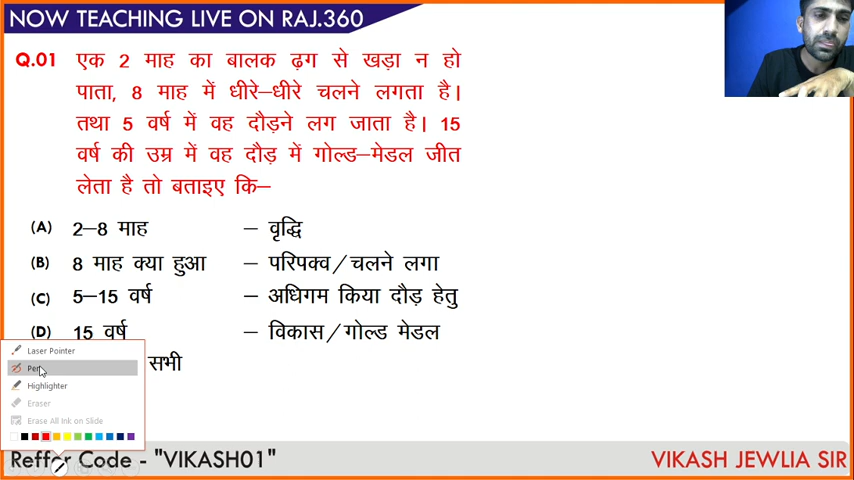 NOW TEACHING LIVE ON RAJ.360
Q.01 एक 2 माह का बालक ढ़ग से खड़ा न हो
पाता, 8 माह में धीरे–धीरे चलने लगता है।
तथा 5 वर्ष में वह दौड़ने लग जाता है। 15
वर्ष की उम्र में वह दौड़ में गोल्ड–मेडल जीत
लेता है तो बताइए कि–
(A) 2–8 माह – वृद्धि
(B) 8 माह क्या हुआ – परिपक्व/चलने लगा
(C) 5–15 वर्ष – अधिगम किया दौड़ हेतु
(D) 15 वर्ष – विकास/गोल्ड मेडल
सभी
Laser Pointer
Pen
Highlighter
Eraser
Erase All Ink on Slide
Reffer Code - "VIKASH01"
VIKASH JEWLIA SIR